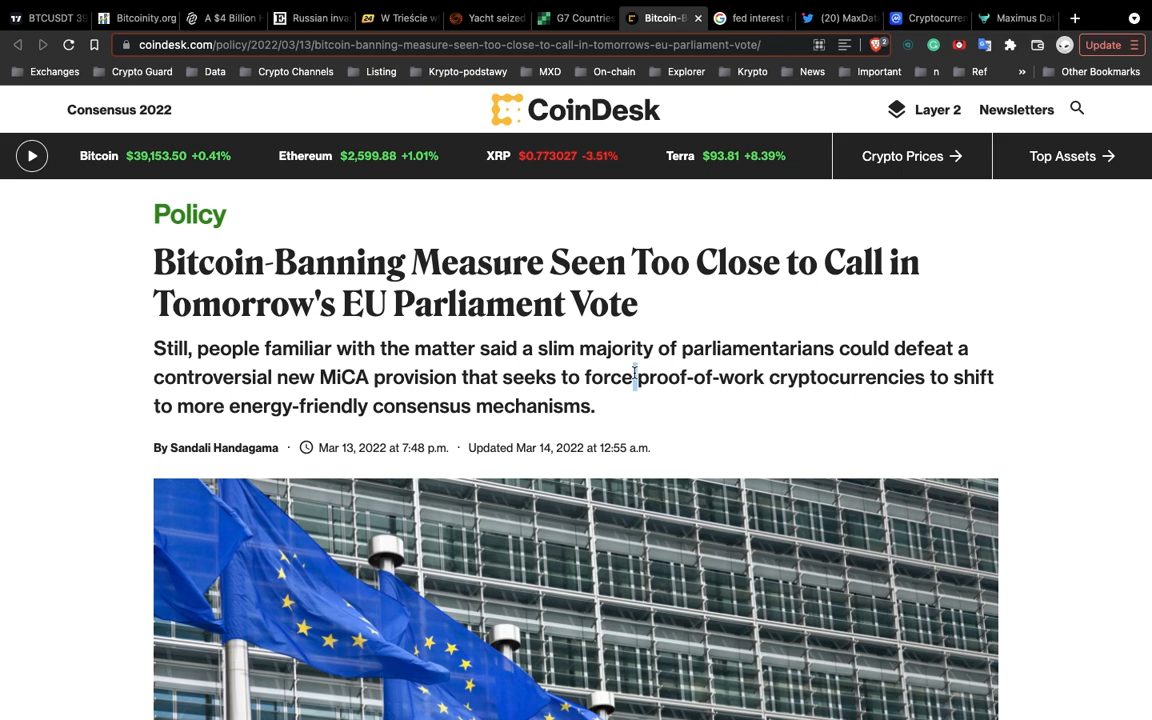 BTCUSDT 39
Bitcoinity.org
A $4 Billion
Russian inva
W Trieście w
Yacht seized
G7 Countries
Bitcoin-B
fed interest r
(20) MaxData
Cryptocurren
Maximus Da
coindesk.com/policy/2022/03/13/bitcoin-banning-measure-seen-too-close-to-call-in-tomorrows-eu-parliament-vote/
2
Update
Exchanges
Crypto Guard
Data
Crypto Channels
Listing
Krypto-podstawy
MXD
On-chain
Explorer
Krypto
News
Important
n
Ref
»
Other Bookmarks
Consensus 2022
CoinDesk
Layer 2
Newsletters
Bitcoin $39,153.50 +0.41%
Ethereum $2,599.88 +1.01%
XRP $0.773027 -3.51%
Terra $93.81 +8.39%
Crypto Prices →
Top Assets →
Policy
Bitcoin-Banning Measure Seen Too Close to Call in
Tomorrow's EU Parliament Vote
Still, people familiar with the matter said a slim majority of parliamentarians could defeat a
controversial new MiCA provision that seeks to force proof-of-work cryptocurrencies to shift
to more energy-friendly consensus mechanisms.
By Sandali Handagama · Mar 13, 2022 at 7:48 p.m. · Updated Mar 14, 2022 at 12:55 a.m.